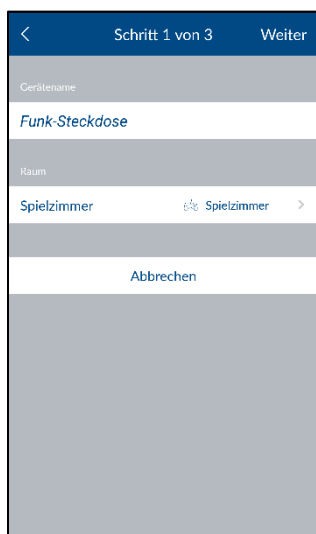 Schritt 1 von 3 Weiter
Gerätename
Funk-Steckdose
Raum
Spielzimmer Spielzimmer
Abbrechen